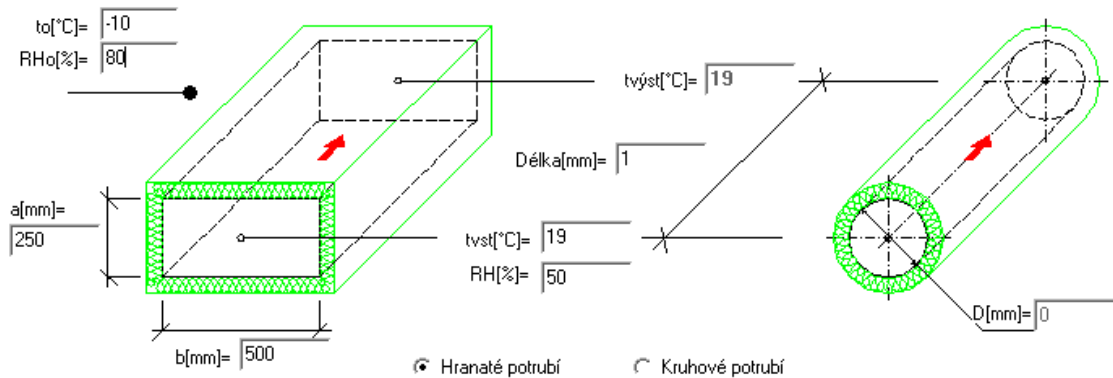 to[°C]= -10
RHo[%]= 80
tvýst[°C]= 19
Délka[mm]= 1
a[mm]=
250
tvst[°C]= 19
RH[%]= 50
D[mm]= 0
b[mm]= 500
Hranaté potrubí Kruhové potrubí